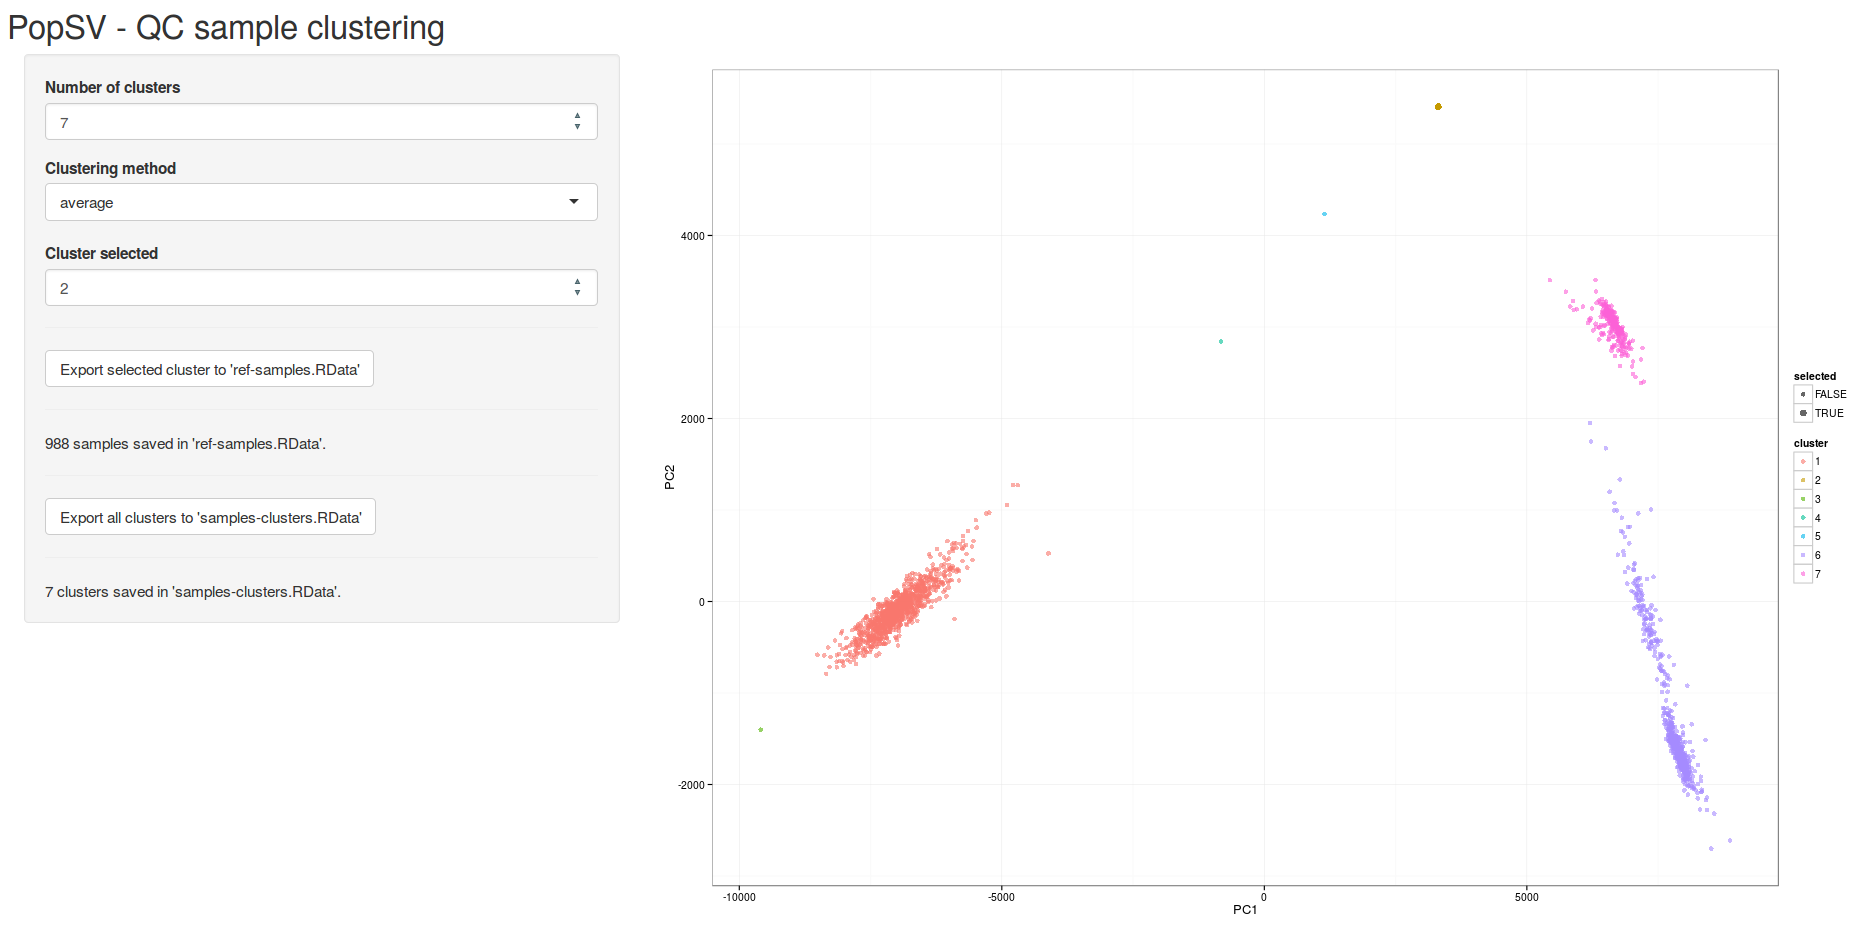 PopSV - QC sample clustering
Number of clusters
7
Clustering method
average
Cluster selected
2
Export selected cluster to 'ref-samples.RData'
988 samples saved in 'ref-samples.RData'.
Export all clusters to 'samples-clusters.RData'
7 clusters saved in 'samples-clusters.RData'.
PC2
4000
2000
0
-2000
-10000
-5000
0
5000
PC1
selected
FALSE
TRUE
cluster
1
2
3
4
5
6
7